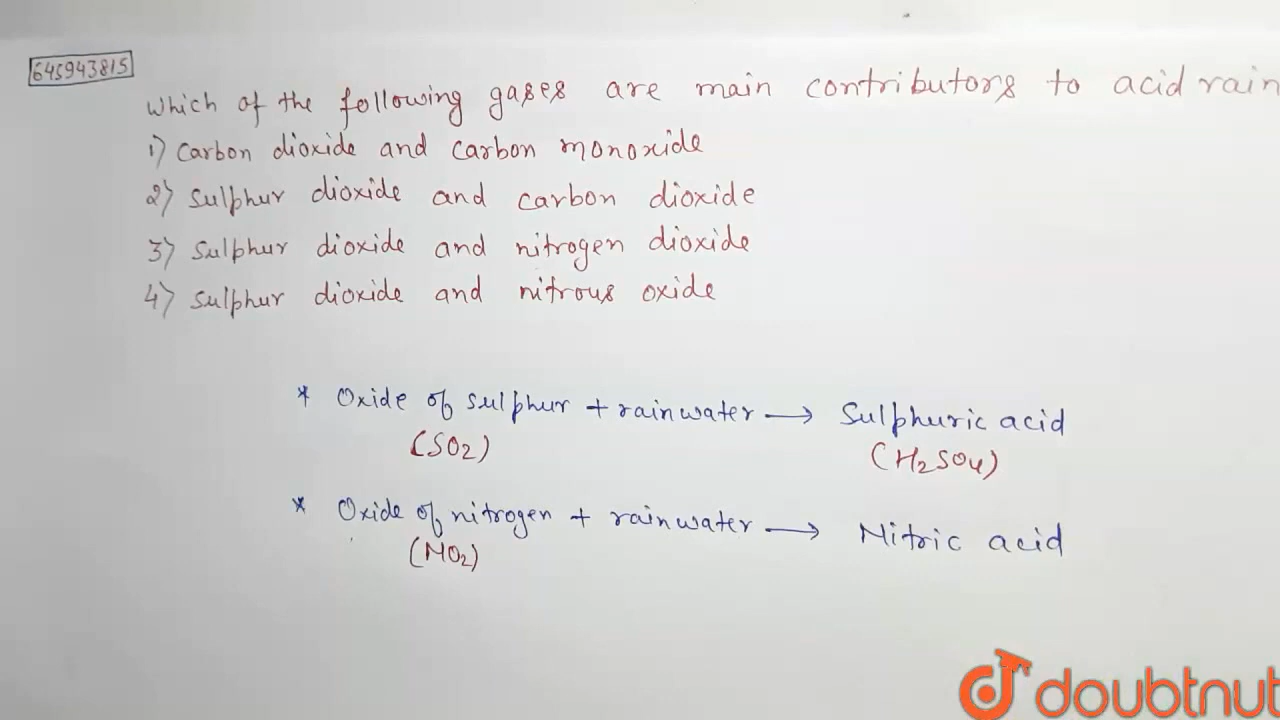 645943815
Which of the following gases are main contributors to acid rain
1) Carbon dioxide and carbon monoxide
2) Sulphur dioxide and carbon dioxide
3) Sulphur dioxide and nitrogen dioxide
4) Sulphur dioxide and nitrous oxide
* Oxide of sulphur + rainwater → Sulphuric acid
(SO2) (H2SO4)
* Oxide of nitrogen + rainwater → Nitric acid
(NO2)
doubtnut